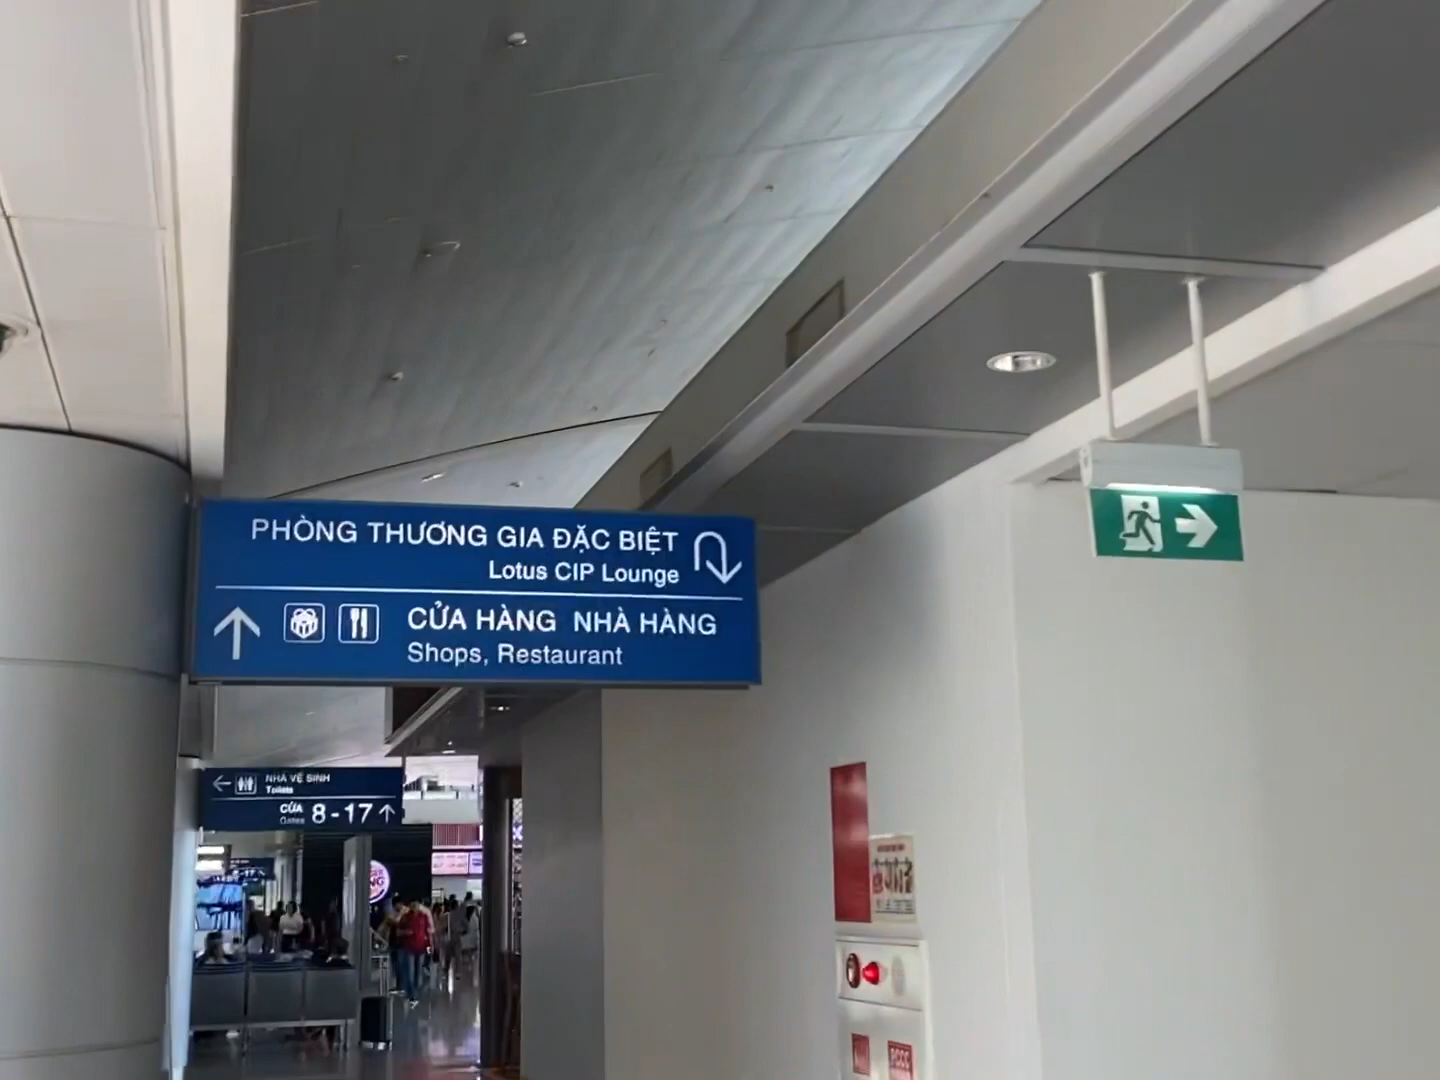 PHÒNG THƯƠNG GIA ĐẶC BIỆT
Lotus CIP Lounge
CỬA HÀNG NHÀ HÀNG
Shops, Restaurant
NHÀ VỆ SINH
Toilets
CỬA 8-17
Gates
PCCC